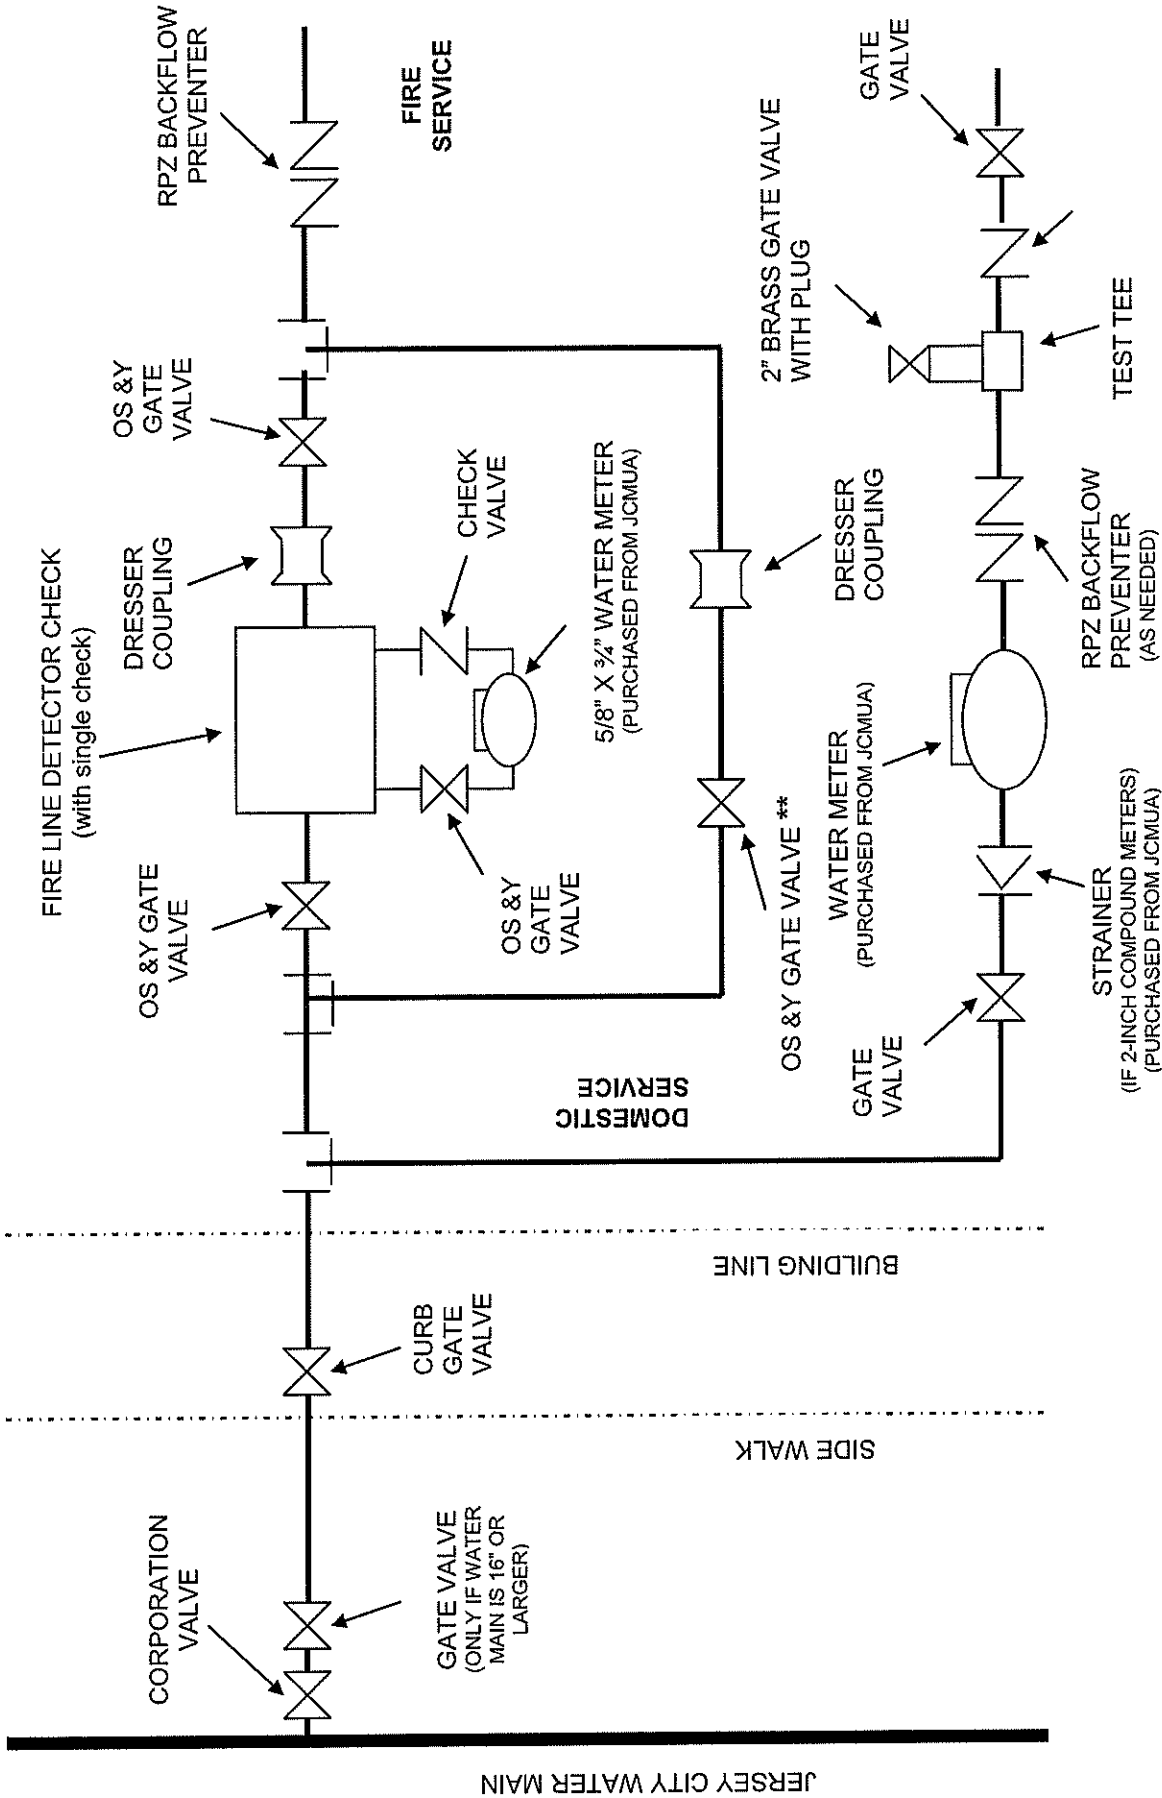 JERSEY CITY WATER MAIN
CORPORATION
VALVE
GATE VALVE
(ONLY IF WATER
MAIN IS 16" OR
LARGER)
SIDE WALK
CURB
GATE
VALVE
BUILDING LINE
DOMESTIC
SERVICE
FIRE LINE DETECTOR CHECK
(with single check)
OS &Y GATE
VALVE
OS &Y
GATE
VALVE
DRESSER
COUPLING
CHECK
VALVE
5/8" X ¾" WATER METER
(PURCHASED FROM JCMUA)
OS &Y
GATE
VALVE
RPZ BACKFLOW
PREVENTER
FIRE
SERVICE
OS &Y GATE VALVE **
DRESSER
COUPLING
GATE
VALVE
STRAINER
(IF 2-INCH COMPOUND METERS)
(PURCHASED FROM JCMUA)
WATER METER
(PURCHASED FROM JCMUA)
RPZ BACKFLOW
PREVENTER
(AS NEEDED)
2" BRASS GATE VALVE
WITH PLUG
TEST TEE
GATE
VALVE